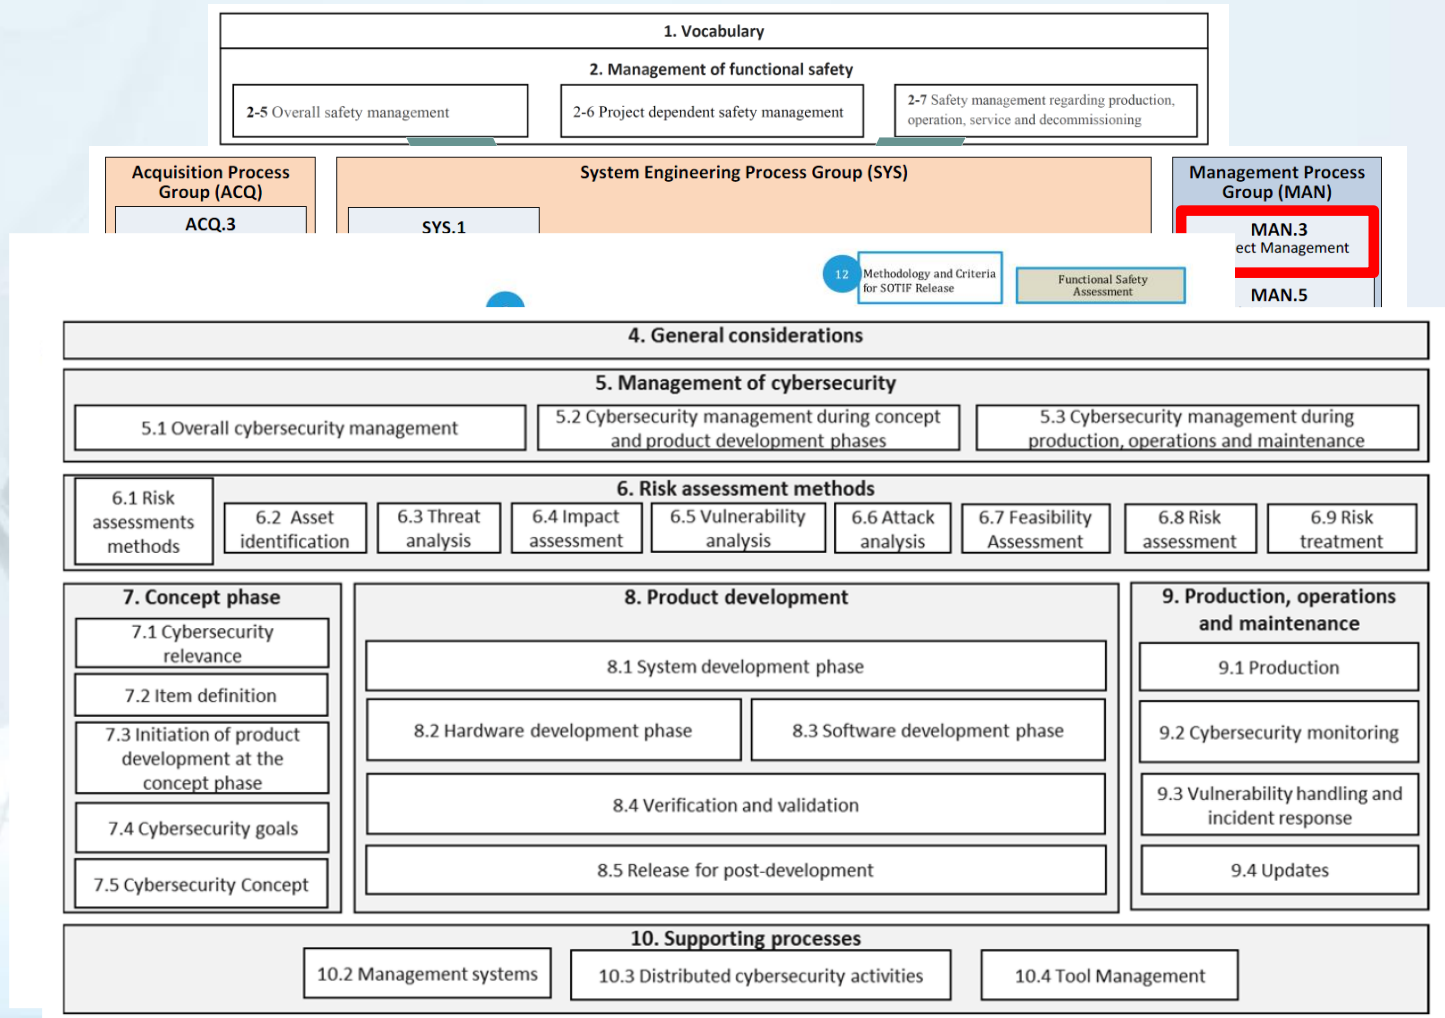 1. Vocabulary
2. Management of functional safety
2-5 Overall safety management
2-6 Project dependent safety management
2-7 Safety management regarding production,
operation, service and decommissioning
Acquisition Process
Group (ACQ)
System Engineering Process Group (SYS)
Management Process
Group (MAN)
ACQ.3
SYS.1
MAN.3
ect Management
MAN.5
12
Methodology and Criteria
for SOTIF Release
Functional Safety
Assessment
4. General considerations
5. Management of cybersecurity
5.1 Overall cybersecurity management
5.2 Cybersecurity management during concept
and product development phases
5.3 Cybersecurity management during
production, operations and maintenance
6. Risk assessment methods
6.1 Risk
assessments
methods
6.2 Asset
identification
6.3 Threat
analysis
6.4 Impact
assessment
6.5 Vulnerability
analysis
6.6 Attack
analysis
6.7 Feasibility
Assessment
6.8 Risk
assessment
6.9 Risk
treatment
7. Concept phase
7.1 Cybersecurity
relevance
7.2 Item definition
7.3 Initiation of product
development at the
concept phase
7.4 Cybersecurity goals
7.5 Cybersecurity Concept
8. Product development
8.1 System development phase
8.2 Hardware development phase
8.3 Software development phase
8.4 Verification and validation
8.5 Release for post-development
9. Production, operations
and maintenance
9.1 Production
9.2 Cybersecurity monitoring
9.3 Vulnerability handling and
incident response
9.4 Updates
10. Supporting processes
10.2 Management systems
10.3 Distributed cybersecurity activities
10.4 Tool Management